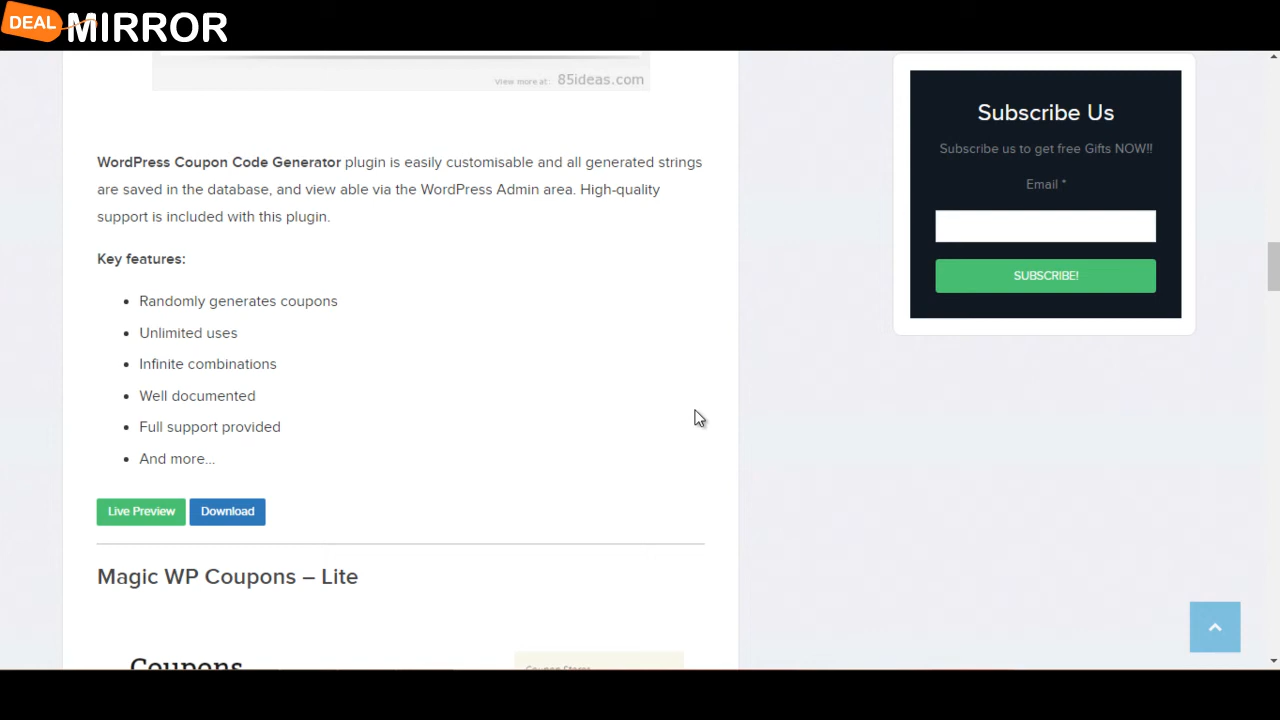 DEAL MIRROR
View more at: 85ideas.com
WordPress Coupon Code Generator plugin is easily customisable and all generated strings
are saved in the database, and view able via the WordPress Admin area. High-quality
support is included with this plugin.
Key features:
Randomly generates coupons
Unlimited uses
Infinite combinations
Well documented
Full support provided
And more...
Live Preview Download
Magic WP Coupons – Lite
Coupons
Coupon Stores
Subscribe Us
Subscribe us to get free Gifts NOW!!
Email *
SUBSCRIBE!